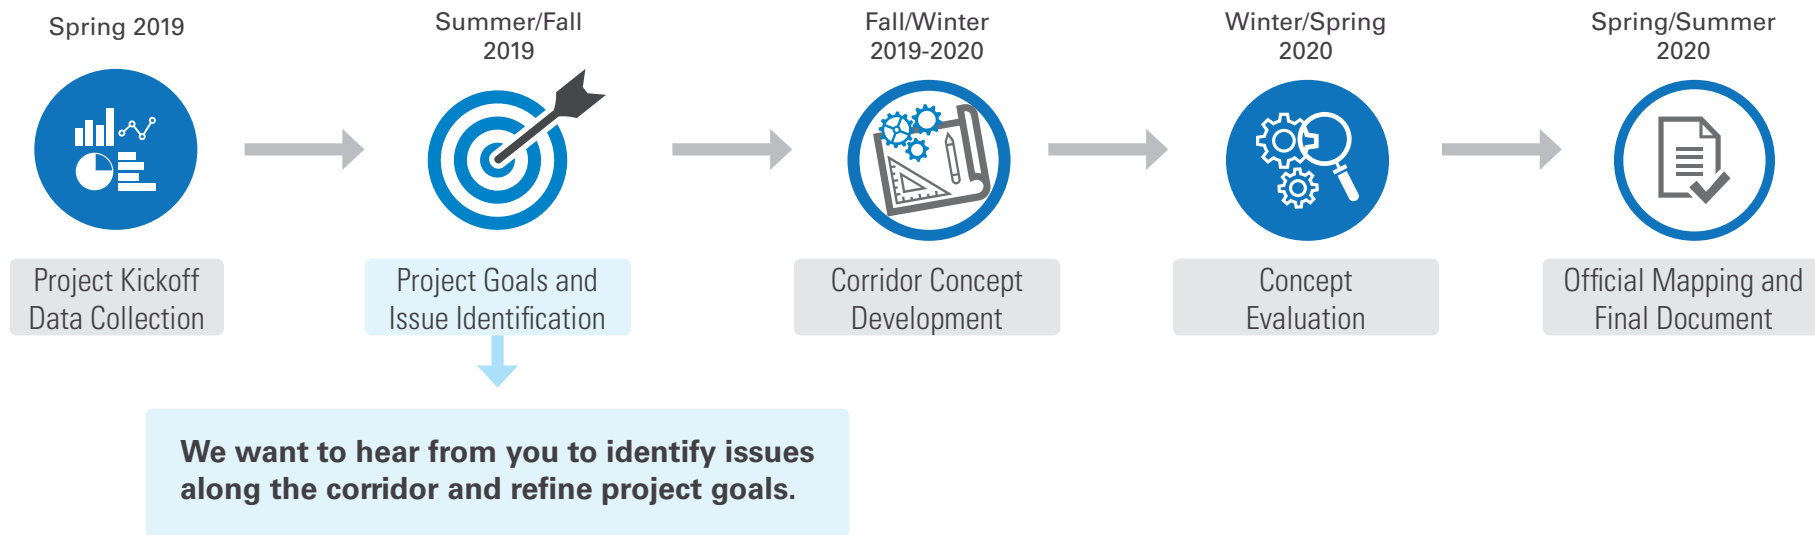 Spring 2019
Project Kickoff
Data Collection
Summer/Fall
2019
Project Goals and
Issue Identification
Fall/Winter
2019-2020
Corridor Concept
Development
Winter/Spring
2020
Concept
Evaluation
Spring/Summer
2020
Official Mapping and
Final Document
We want to hear from you to identify issues
along the corridor and refine project goals.